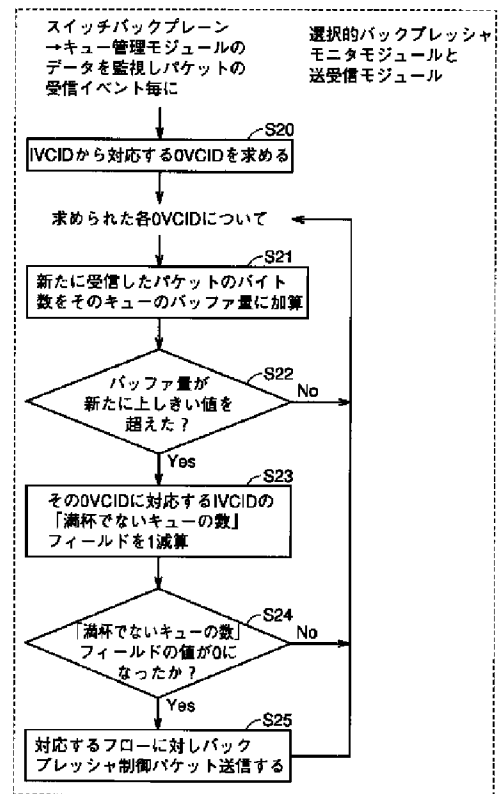 スイッチバックプレーン
→キュー管理モジュールの
データを監視しパケットの
受信イベント毎に
選択的バックプレッシャ
モニタモジュールと
送受信モジュール
S20
IVCIDから対応するOVCIDを求める
求められた各OVCIDについて
S21
新たに受信したパケットのバイト
数をそのキューのバッファ量に加算
S22
バッファ量が
新たに上しきい値を
超えた？
No
Yes
S23
そのOVCIDに対応するIVCIDの
「満杯でないキューの数」
フィールドを1減算
S24
「満杯でないキューの数」
フィールドの値が0に
なったか？
No
Yes
S25
対応するフローに対しバック
プレッシャ制御パケット送信する